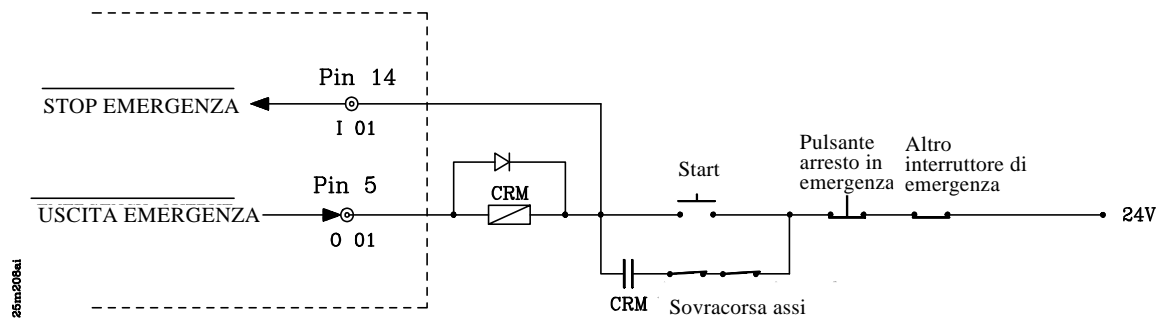 Pin 14
STOP EMERGENZA
I 01
Pulsante
arresto in
emergenza
Altro
interruttore di
emergenza
Start
Pin 5
CRM
USCITA EMERGENZA
O 01
24V
CRM
Sovracorsa assi
25m208ai